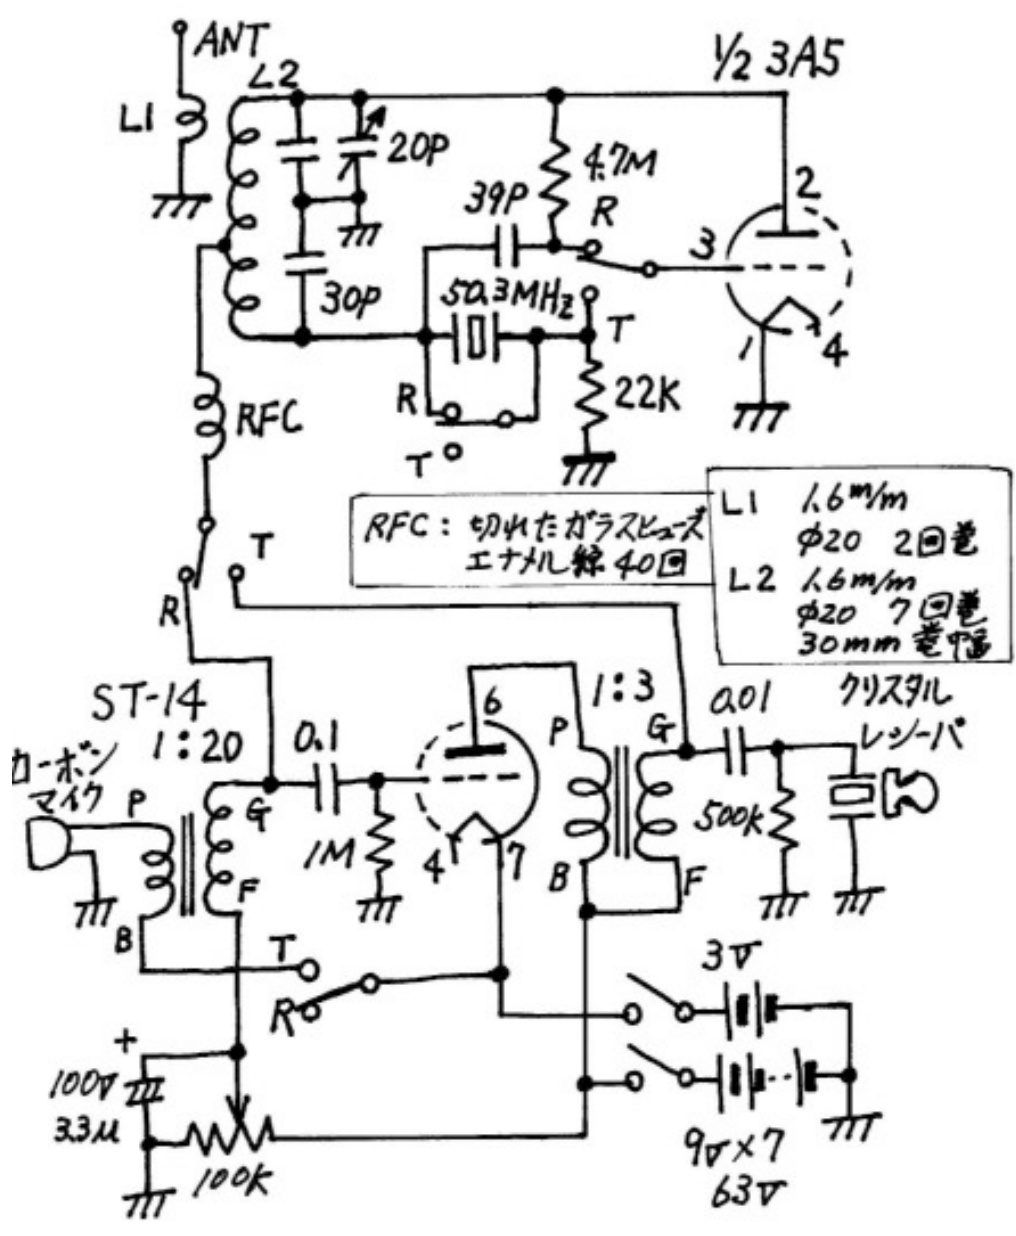 ANT
L2
½ 3A5
L1
20P
4.7M
39P
R
2
3
30P
50.3MHz
T
1
4
R
22K
T
RFC
RFC: 切れたガラスヒューズ
エナメル線 40回
L1 1.6m/m
φ20 2回巻
L2 1.6m/m
φ20 7回巻
30mm 巻幅
T
R
ST-14
1:20
0.1
6
1:3
P
G
0.01
クリスタル
レシーバ
カーボン
マイク
P
G
1M
4
7
500K
B
F
F
B
T
R
3V
+
100V
3.3μ
100K
9V×7
63V